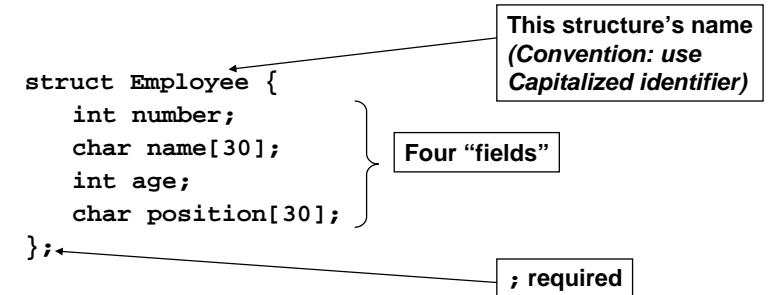 This structure’s name
(Convention: use
Capitalized identifier)
struct Employee {
int number;
char name[30];
int age;
char position[30];
};
Four “fields”
; required